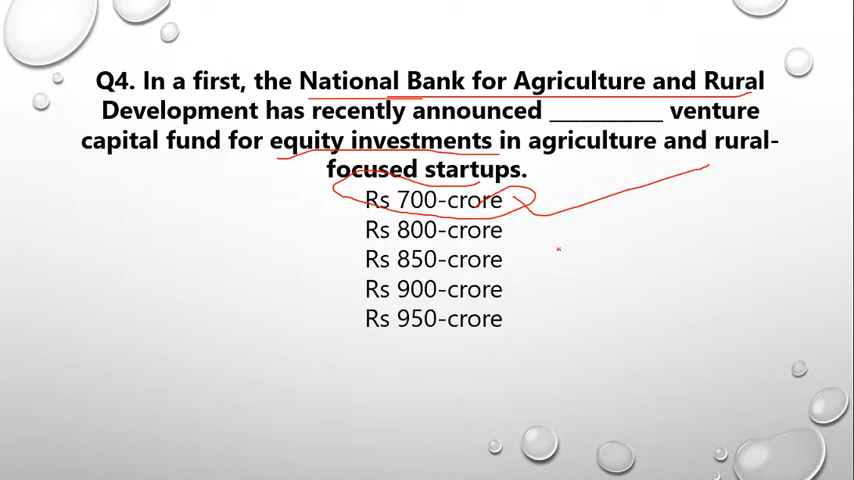 Q4. In a first, the National Bank for Agriculture and Rural
Development has recently announced ___________ venture
capital fund for equity investments in agriculture and rural-
focused startups.
Rs 700-crore
Rs 800-crore
Rs 850-crore
Rs 900-crore
Rs 950-crore